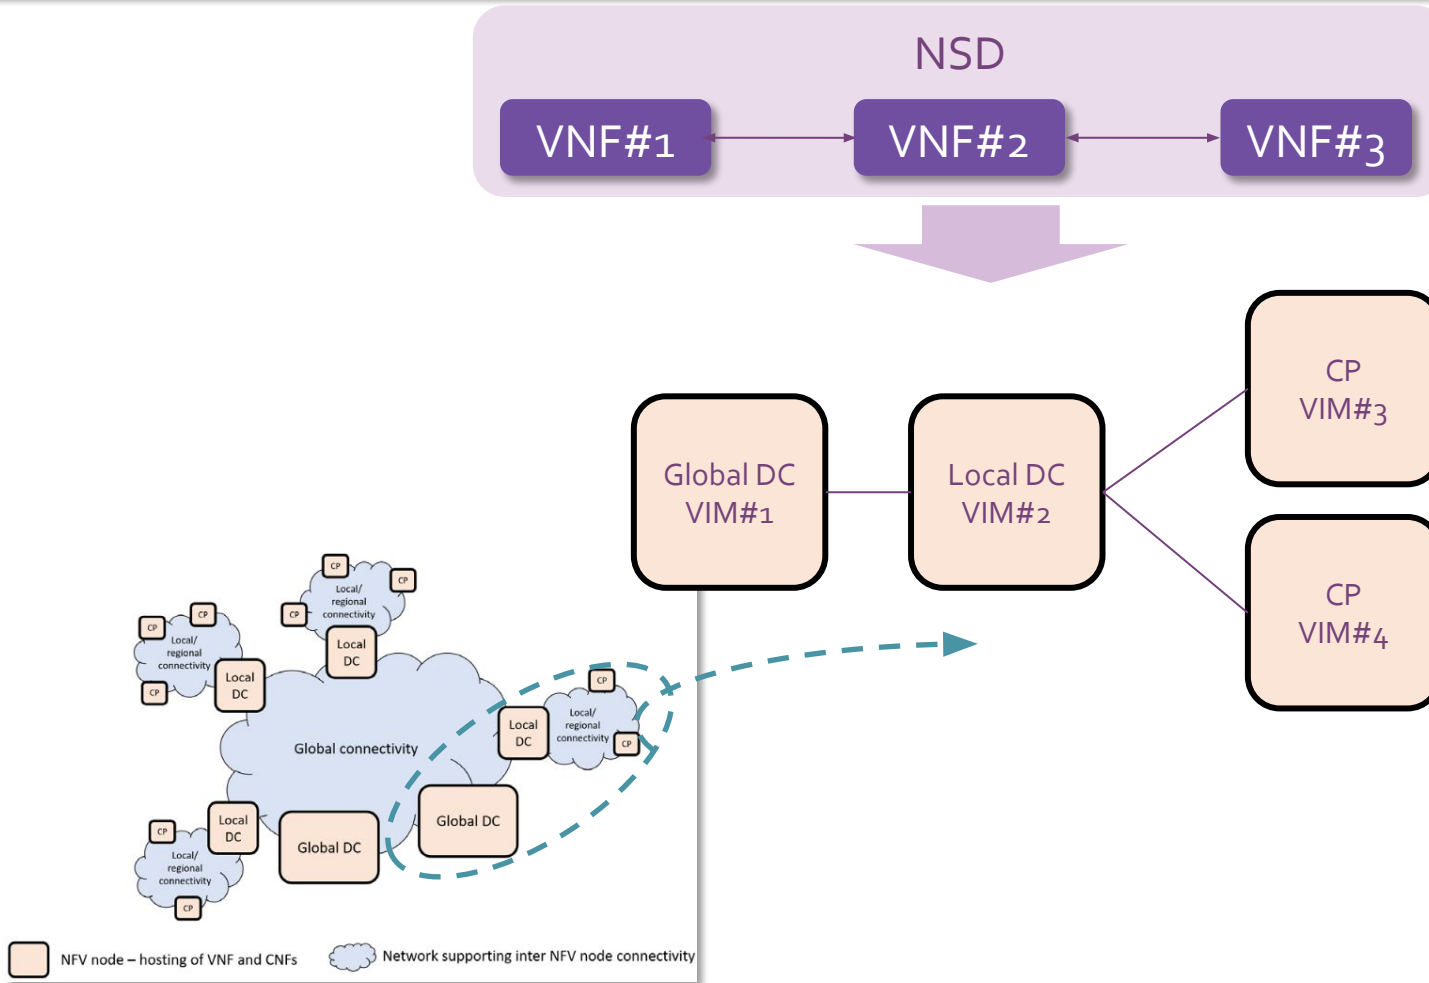 NSD
VNF#1
VNF#2
VNF#3
CP
VIM#3
Global DC
VIM#1
Local DC
VIM#2
CP
VIM#4
CP
CP
Local/
regional
connectivity
CP
Local
DC
CP
CP
Local/
regional
connectivity
CP
Local
DC
CP
Local/
regional
connectivity
Local
DC
CP
Global connectivity
CP
Local
DC
Local/
regional
connectivity
CP
Global DC
Global DC
NFV node – hosting of VNF and CNFs
Network supporting inter NFV node connectivity